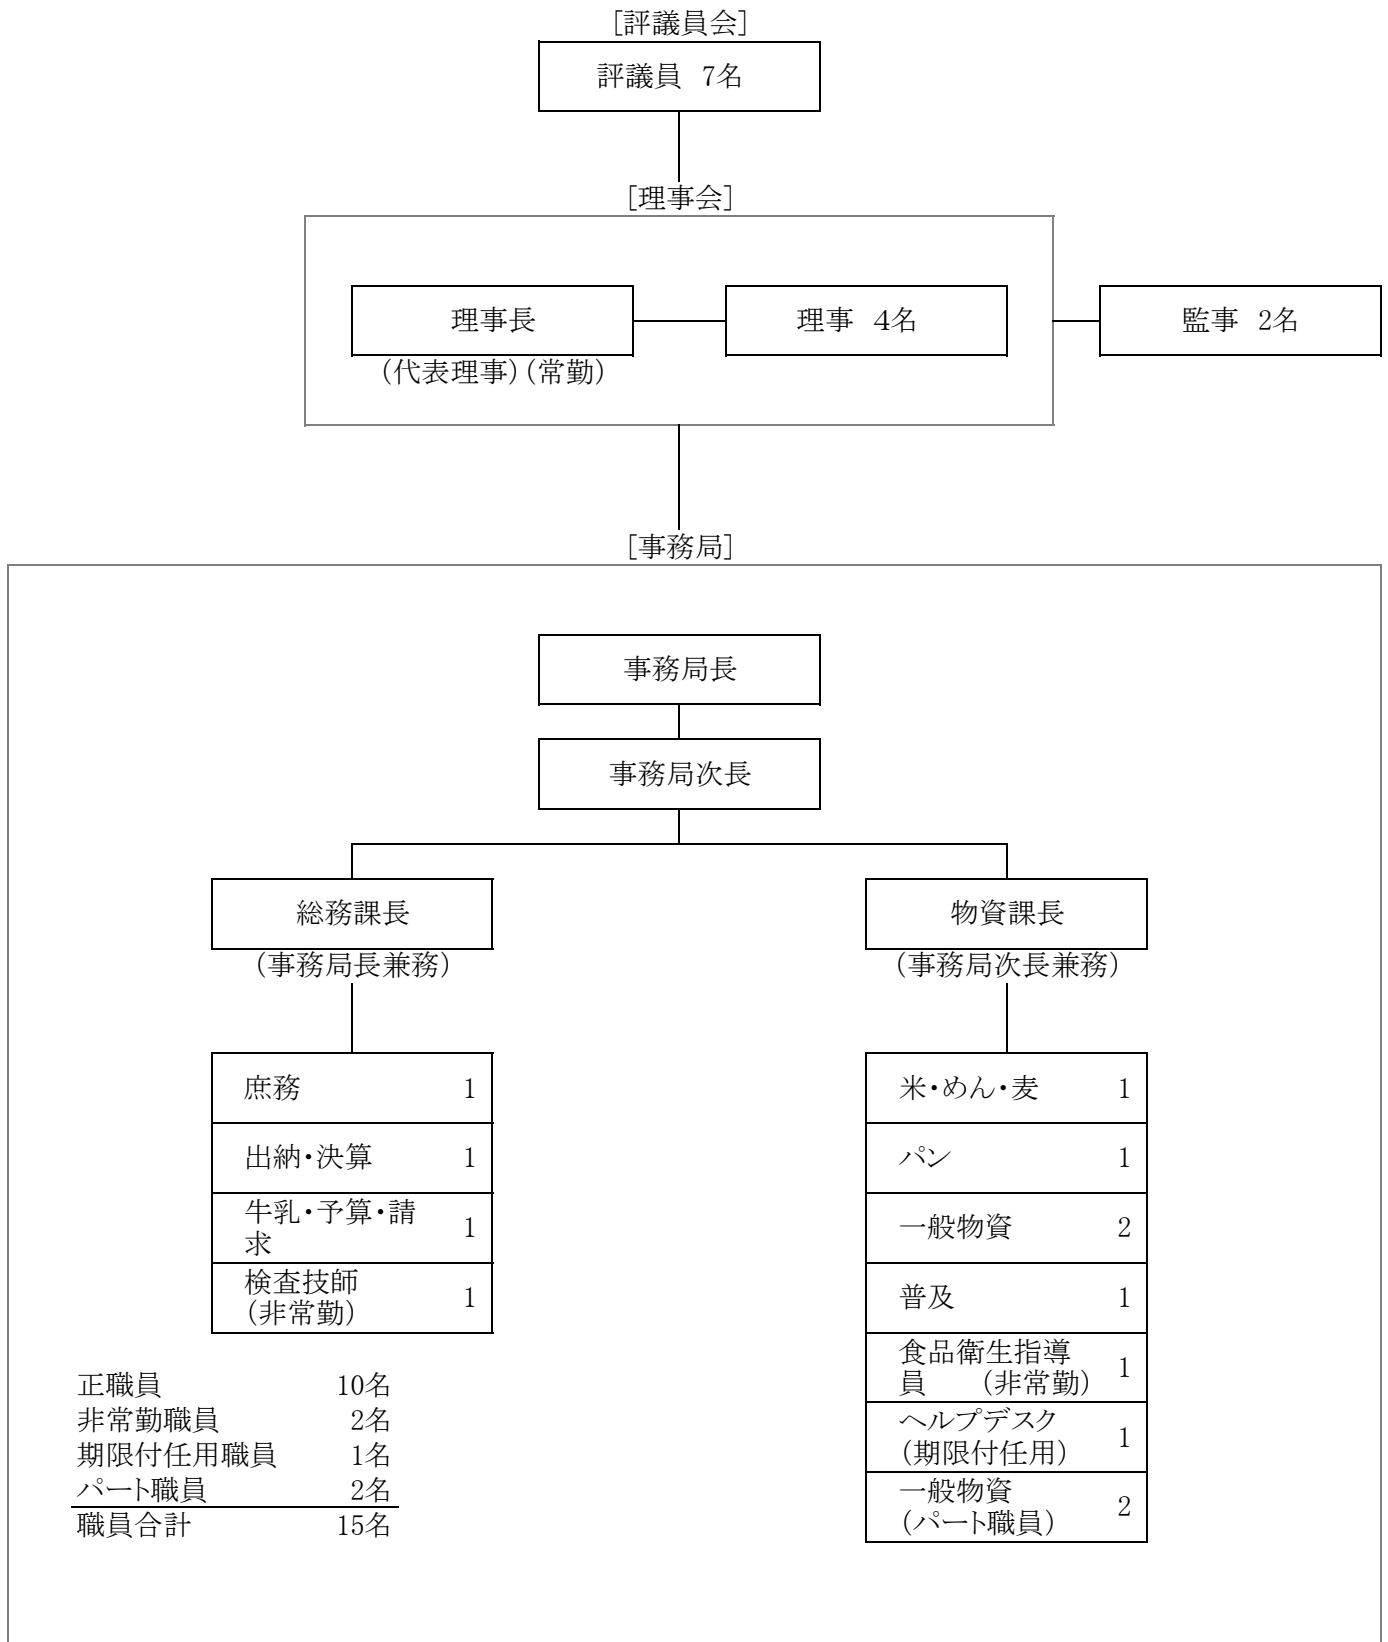 [評議員会]
評議員 7名
[理事会]
理事長
理事 4名
監事 2名
(代表理事)(常勤)
[事務局]
事務局長
事務局次長
総務課長
(事務局長兼務)
物資課長
(事務局次長兼務)
庶務 1
出納・決算 1
牛乳・予算・請
求 1
検査技師
(非常勤) 1
米・めん・麦 1
パン 1
一般物資 2
普及 1
食品衛生指導
員 (非常勤) 1
ヘルプデスク
(期限付任用) 1
一般物資
(パート職員) 2
正職員 10名
非常勤職員 2名
期限付任用職員 1名
パート職員 2名
職員合計 15名